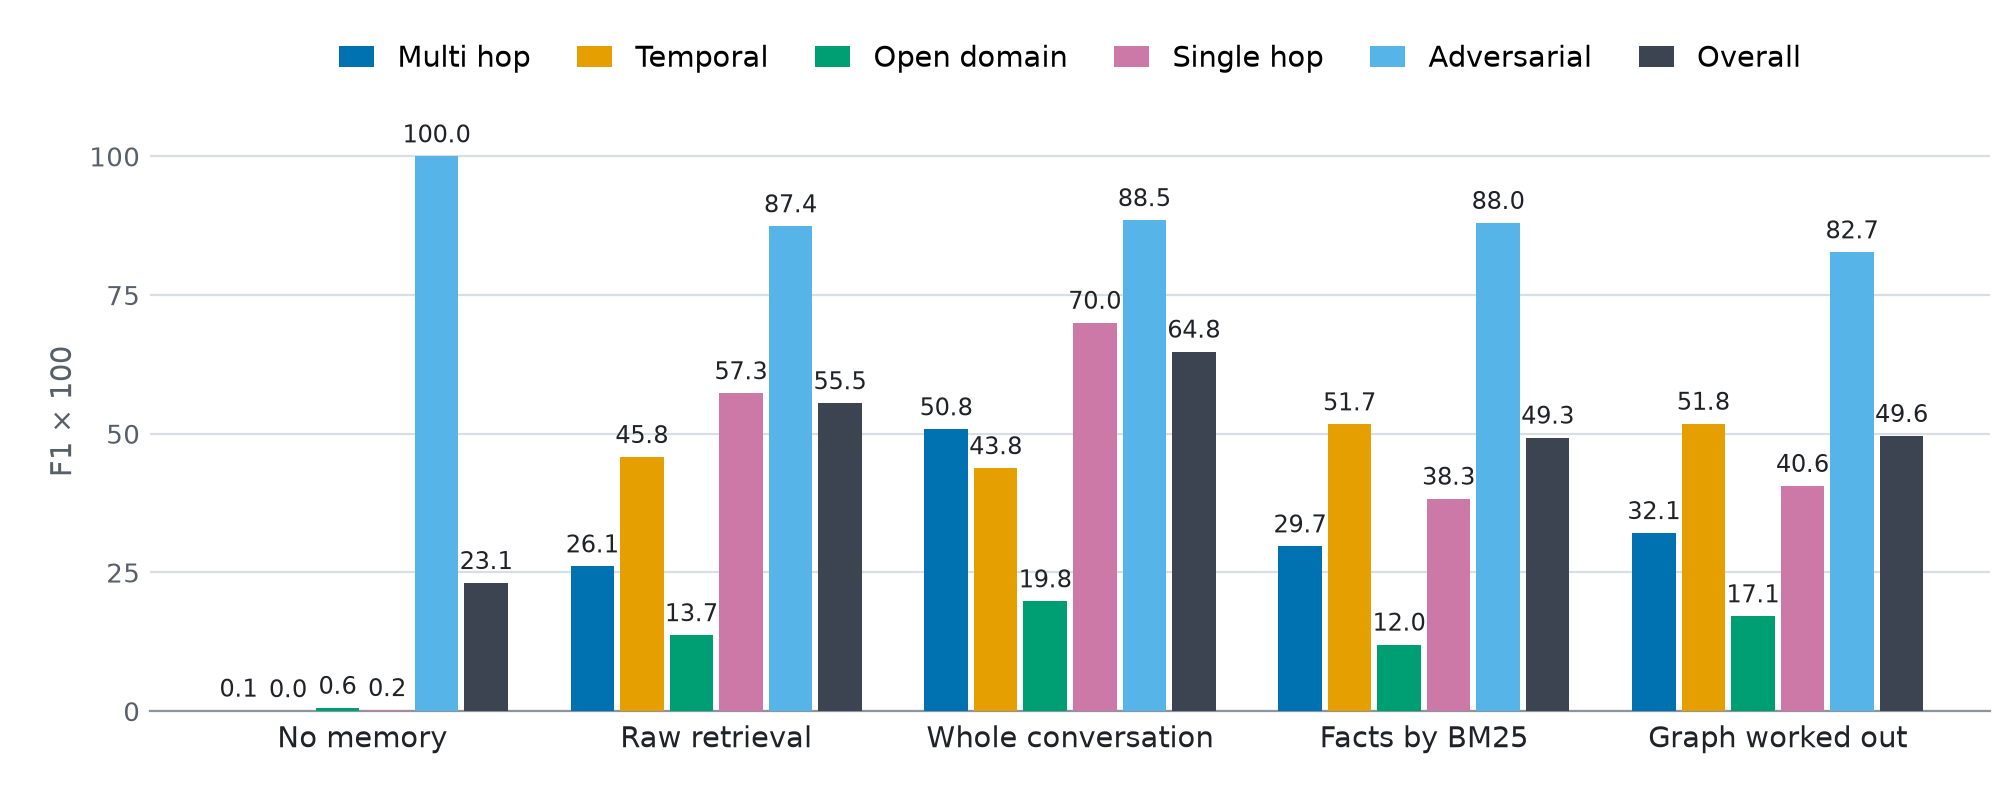 Multi hop Temporal Open domain Single hop Adversarial Overall
F1 × 100
100
75
50
25
0
0.1 0.0 0.6 0.2 100.0 23.1
26.1 45.8 13.7 57.3 87.4 55.5
50.8 43.8 19.8 70.0 88.5 64.8
29.7 51.7 12.0 38.3 88.0 49.3
32.1 51.8 17.1 40.6 82.7 49.6
No memory Raw retrieval Whole conversation Facts by BM25 Graph worked out